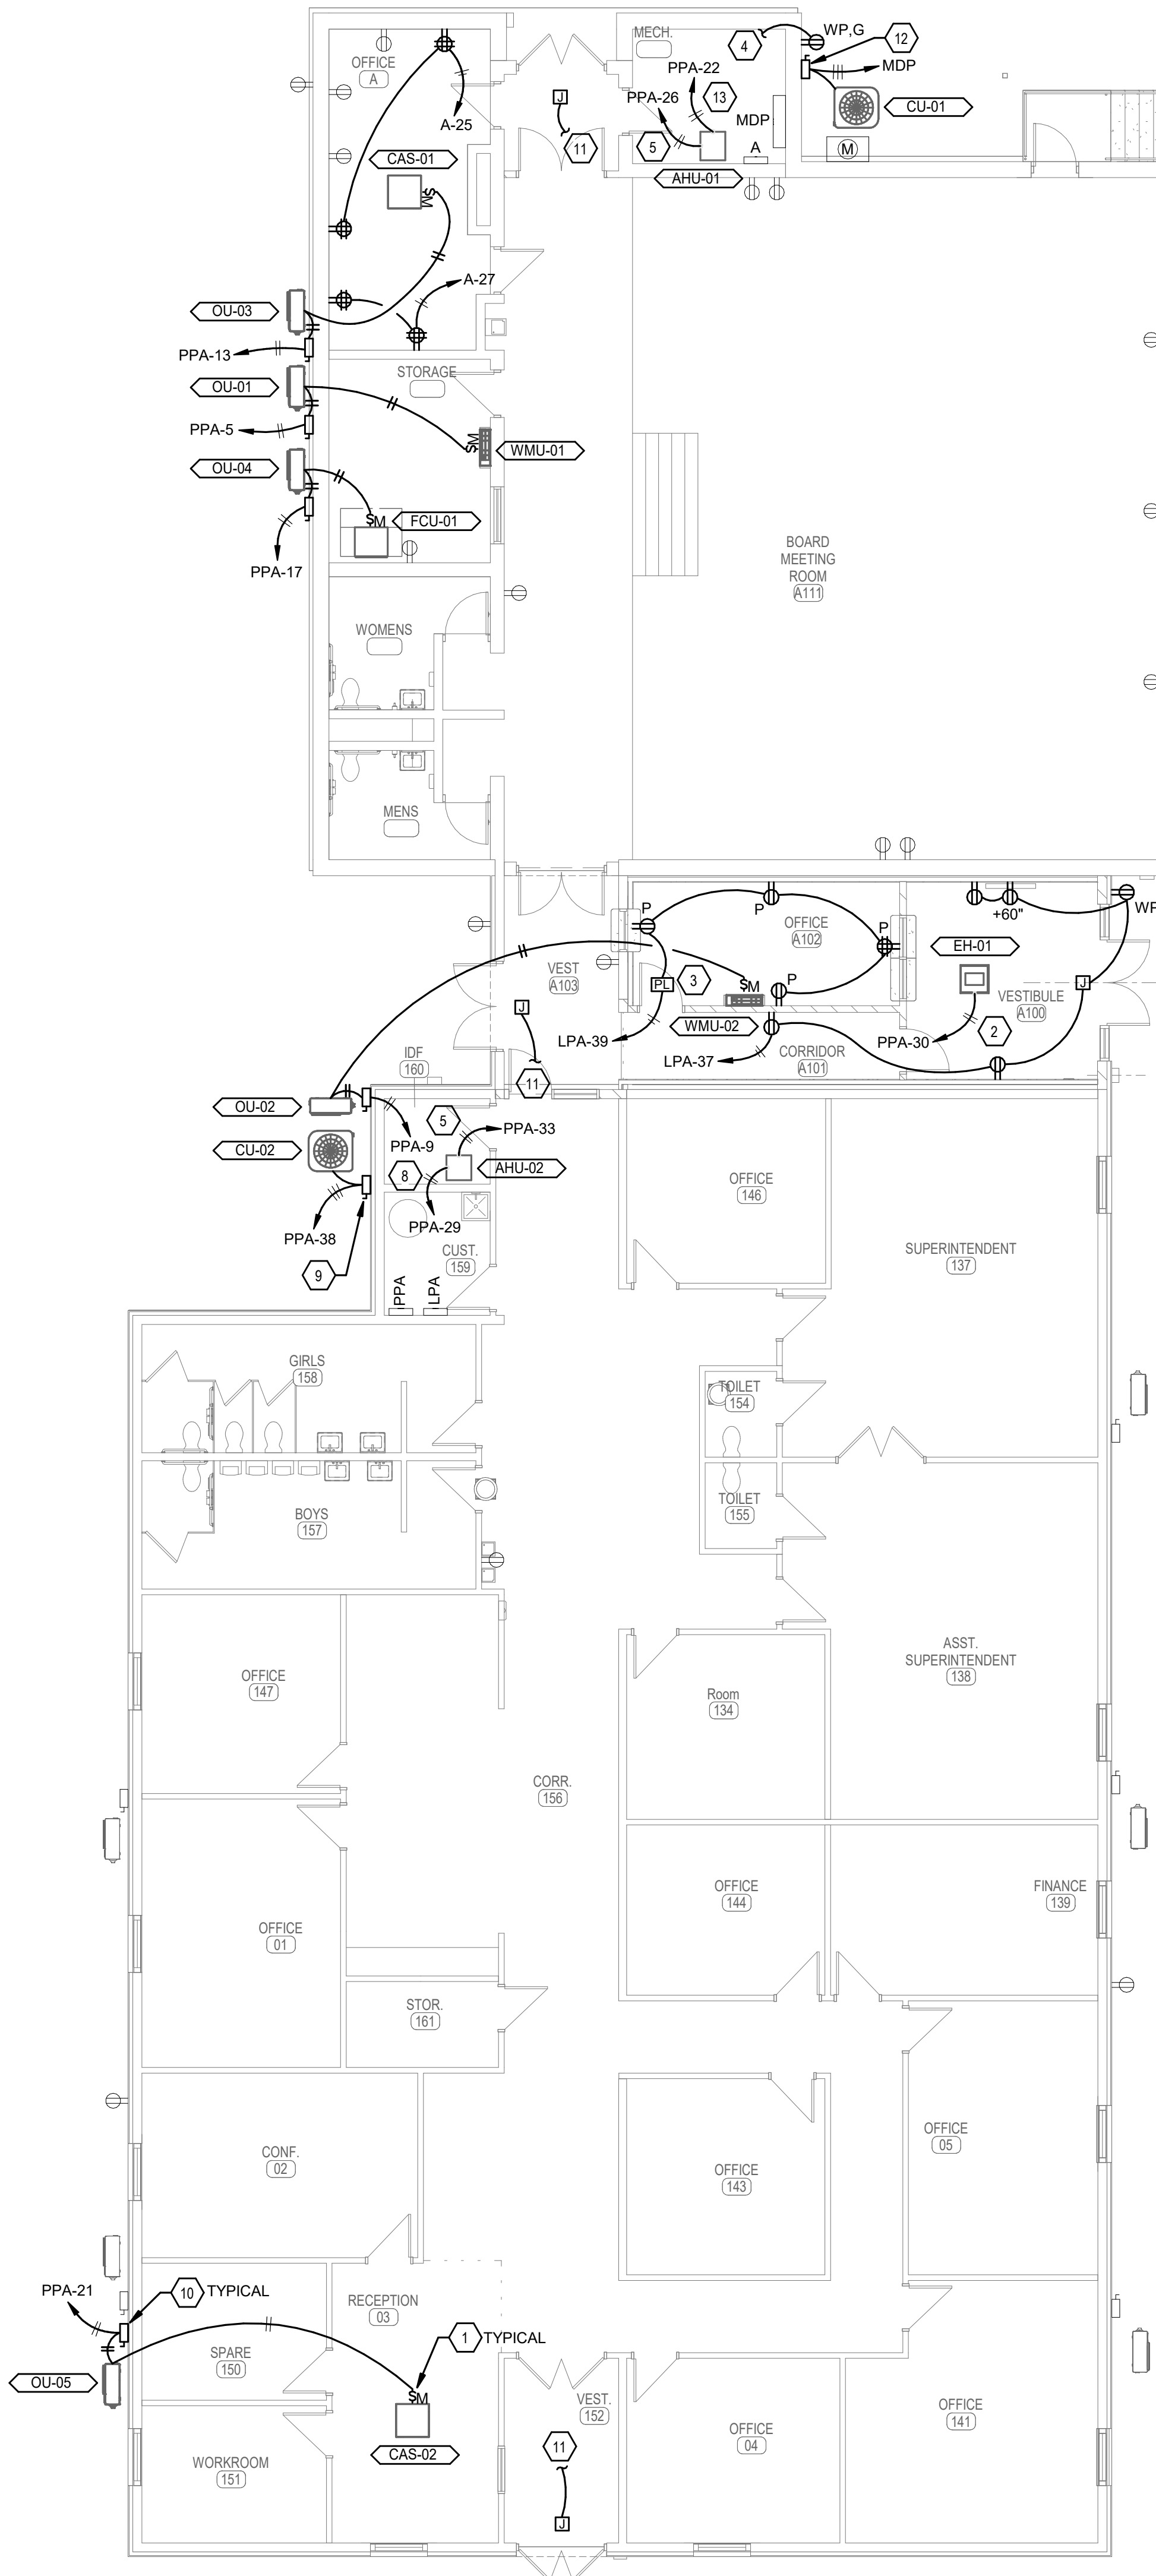 MECH.
4
WP,G
12
OFFICE
A
MDP
PPA-22
13
CU-01
PPA-26
J
A-25
MDP
11
5
A
M
CAS-01
AHU-01
$M
A-27
OU-03
PPA-13
STORAGE
OU-01
PPA-5
$M
WMU-01
OU-04
$M
FCU-01
PPA-17
BOARD
MEETING
ROOM
A111
WOMENS
MENS
P
P
OFFICE
A102
P
+60"
WP
EH-01
VEST
A103
3
PL
$M
P
J
J
VESTIBULE
A100
WMU-02
2
LPA-39
PPA-30
LPA-37
CORRIDOR
A101
IDF
160
11
OU-02
5
PPA-33
PPA-9
CU-02
8
AHU-02
OFFICE
146
PPA-29
PPA-38
CUST.
159
SUPERINTENDENT
137
9
PPA
LPA
GIRLS
158
TOILET
154
TOILET
155
BOYS
157
ASST.
SUPERINTENDENT
138
OFFICE
147
Room
134
CORR.
156
OFFICE
144
FINANCE
139
OFFICE
01
STOR.
161
OFFICE
05
CONF.
02
OFFICE
143
PPA-21
10
TYPICAL
RECEPTION
03
1
TYPICAL
SPARE
150
OU-05
$M
VEST.
152
OFFICE
141
OFFICE
04
CAS-02
11
WORKROOM
151
J